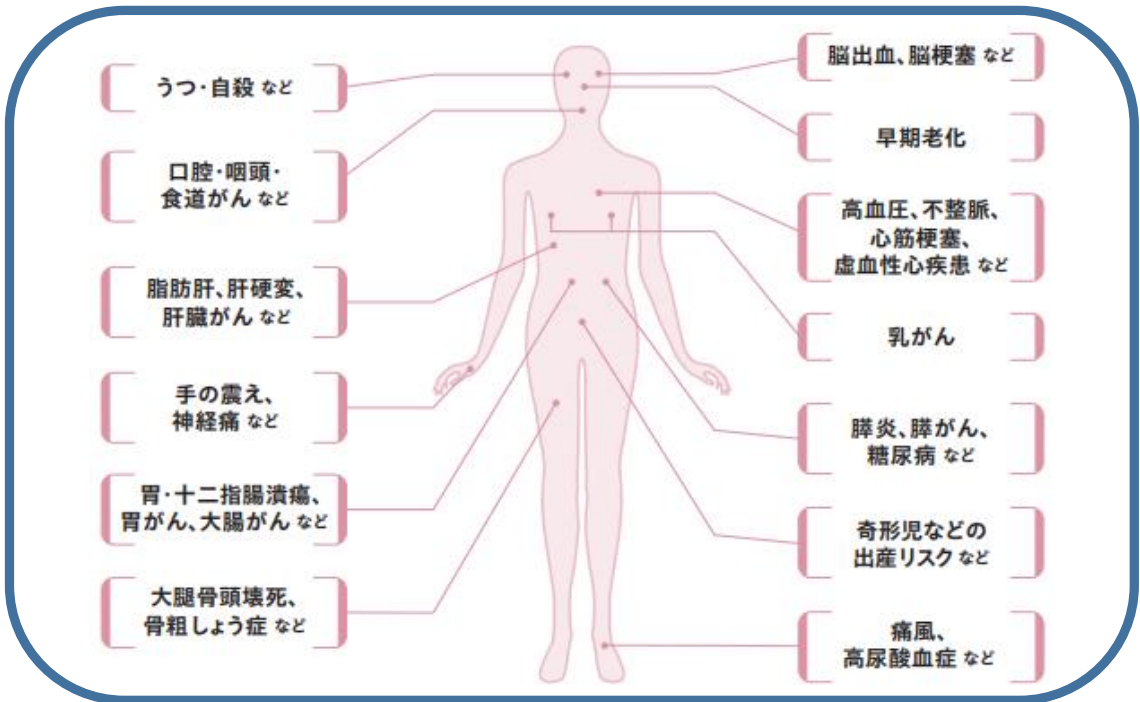 うつ・自殺 など
口腔・咽頭・
食道がん など
脂肪肝、肝硬変、
肝臓がん など
手の震え、
神経痛 など
胃・十二指腸潰瘍、
胃がん、大腸がん など
大腿骨頭壊死、
骨粗しょう症 など
脳出血、脳梗塞 など
早期老化
高血圧、不整脈、
心筋梗塞、
虚血性心疾患 など
乳がん
膵炎、膵がん、
糖尿病 など
奇形児などの
出産リスク など
痛風、
高尿酸血症 など